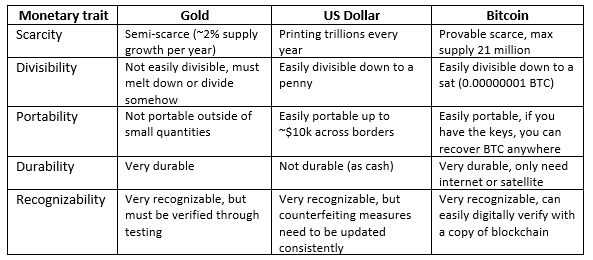 Monetary trait Gold US Dollar Bitcoin
Scarcity Semi-scarce (~2% supply Printing trillions every Provable scarce, max
growth per year) year supply 21 million
Divisibility Not easily divisible, must Easily divisible down to a Easily divisible down to a
melt down or divide penny sat (0.00000001 BTC)
somehow
Portability Not portable outside of Easily portable up to Easily portable, if you
small quantities ~$10k across borders have the keys, you can
recover BTC anywhere
Durability Very durable Not durable (as cash) Very durable, only need
internet or satellite
Recognizability Very recognizable, but Very recognizable, but Very recognizable, can
must be verified through counterfeiting measures easily digitally verify with
testing need to be updated a copy of blockchain
consistently